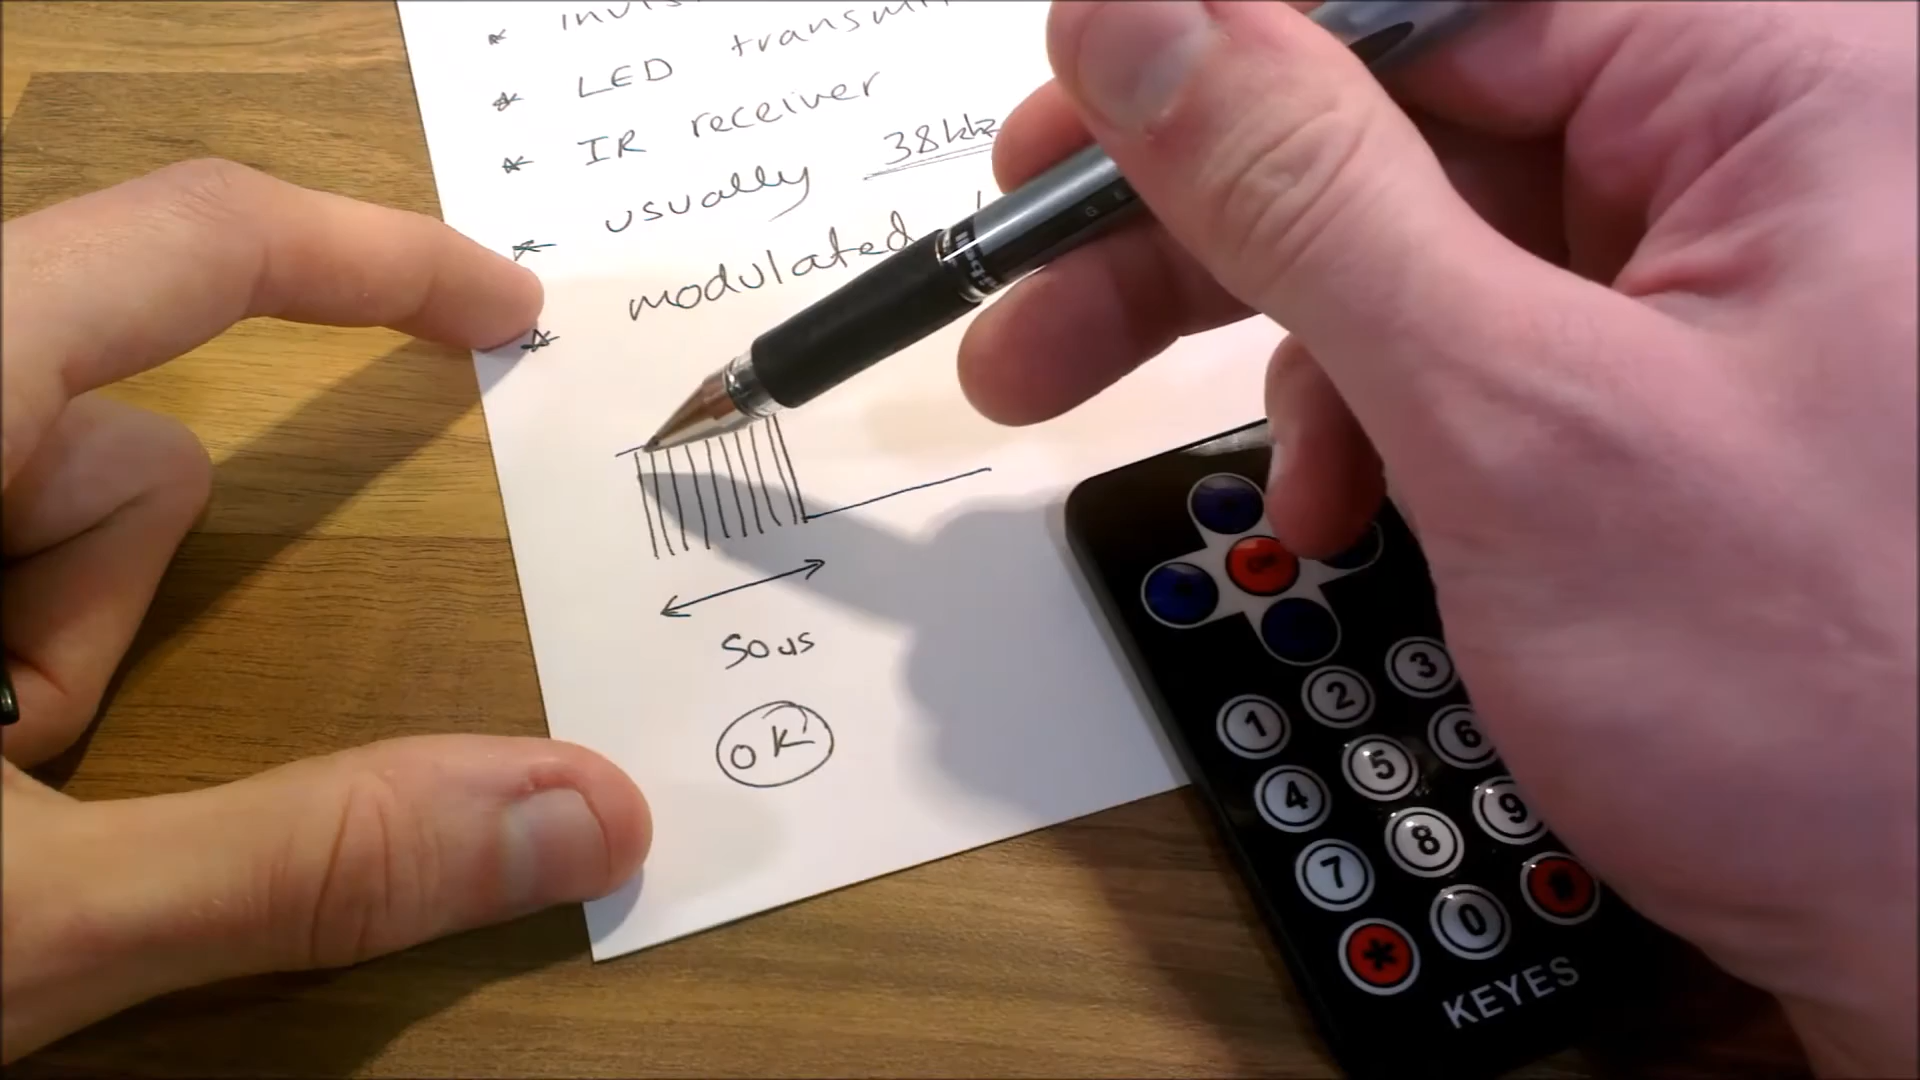 * 
* LED
* IR receiver
* usually 38khz
* modulated
50us
OK
OK
1 2 3
4 5 6
7 8 9
* 0 #
KEYES